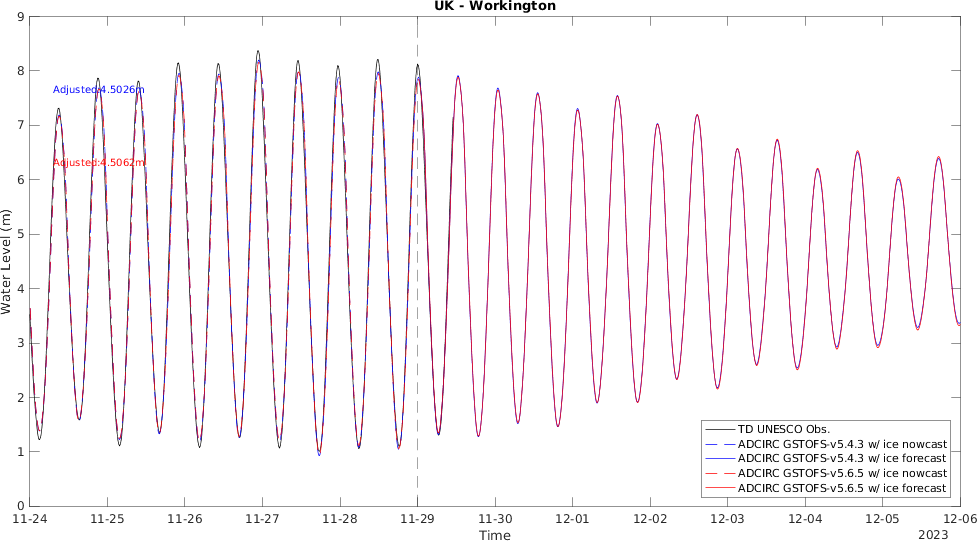 UK - Workington
9
8
7
6
5
4
3
2
1
0
Water Level (m)
Adjusted:4.5026m
Adjusted:4.5062m
TD UNESCO Obs.
ADCIRC GSTOFS-v5.4.3 w/ ice nowcast
ADCIRC GSTOFS-v5.4.3 w/ ice forecast
ADCIRC GSTOFS-v5.6.5 w/ ice nowcast
ADCIRC GSTOFS-v5.6.5 w/ ice forecast
11-24 11-25 11-26 11-27 11-28 11-29 11-30 12-01 12-02 12-03 12-04 12-05 12-06
Time
2023